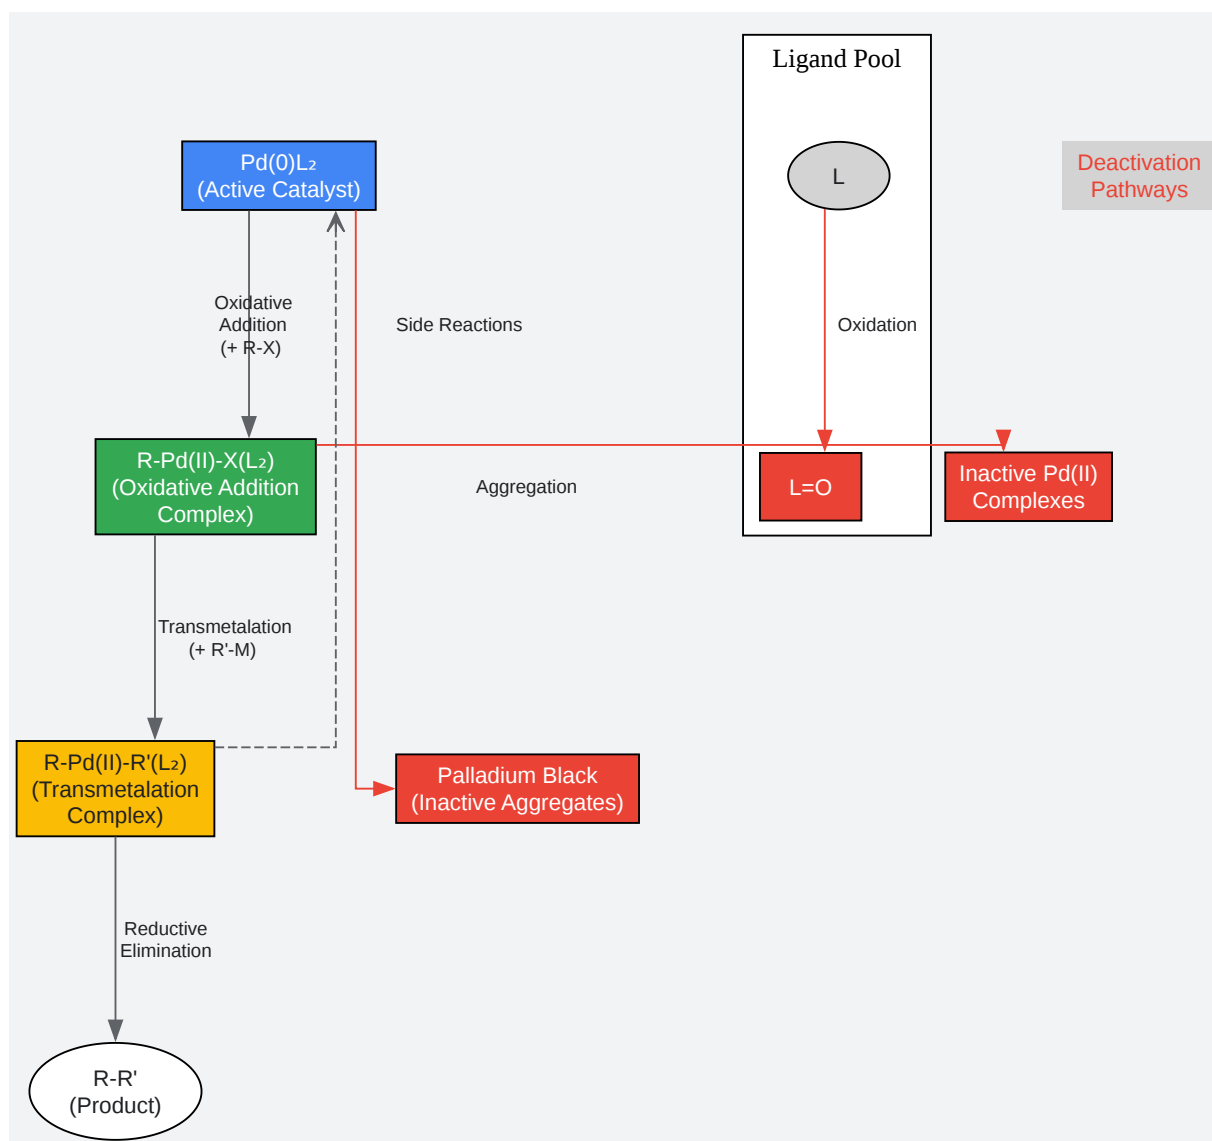 Ligand Pool
Pd(0)L₂
(Active Catalyst)
L
Deactivation
Pathways
Oxidative
Addition
(+ R-X)
Side Reactions
Oxidation
R-Pd(II)-X(L₂)
(Oxidative Addition
Complex)
Aggregation
L=O
Inactive Pd(II)
Complexes
Transmetalation
(+ R'-M)
R-Pd(II)-R'(L₂)
(Transmetalation
Complex)
Palladium Black
(Inactive Aggregates)
Reductive
Elimination
R-R'
(Product)